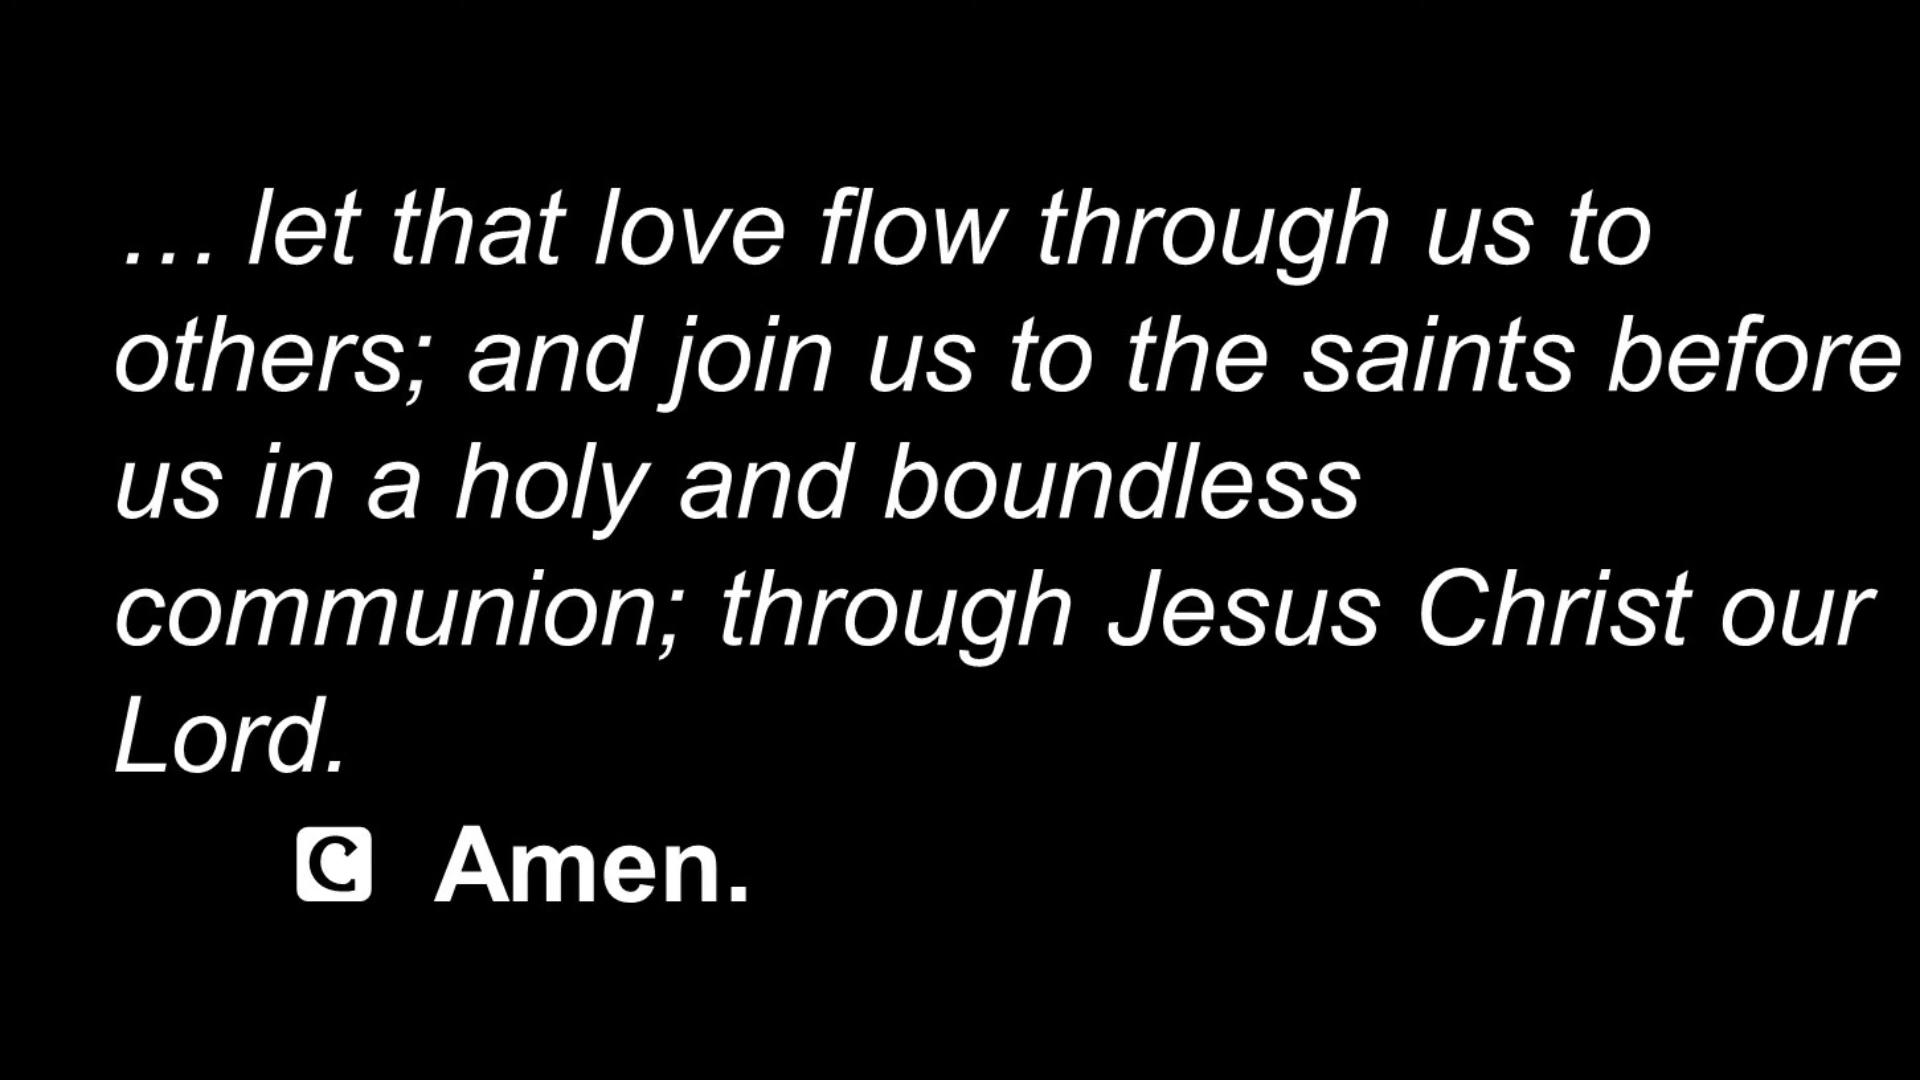 … let that love flow through us to
others; and join us to the saints before
us in a holy and boundless
communion; through Jesus Christ our
Lord.
C Amen.